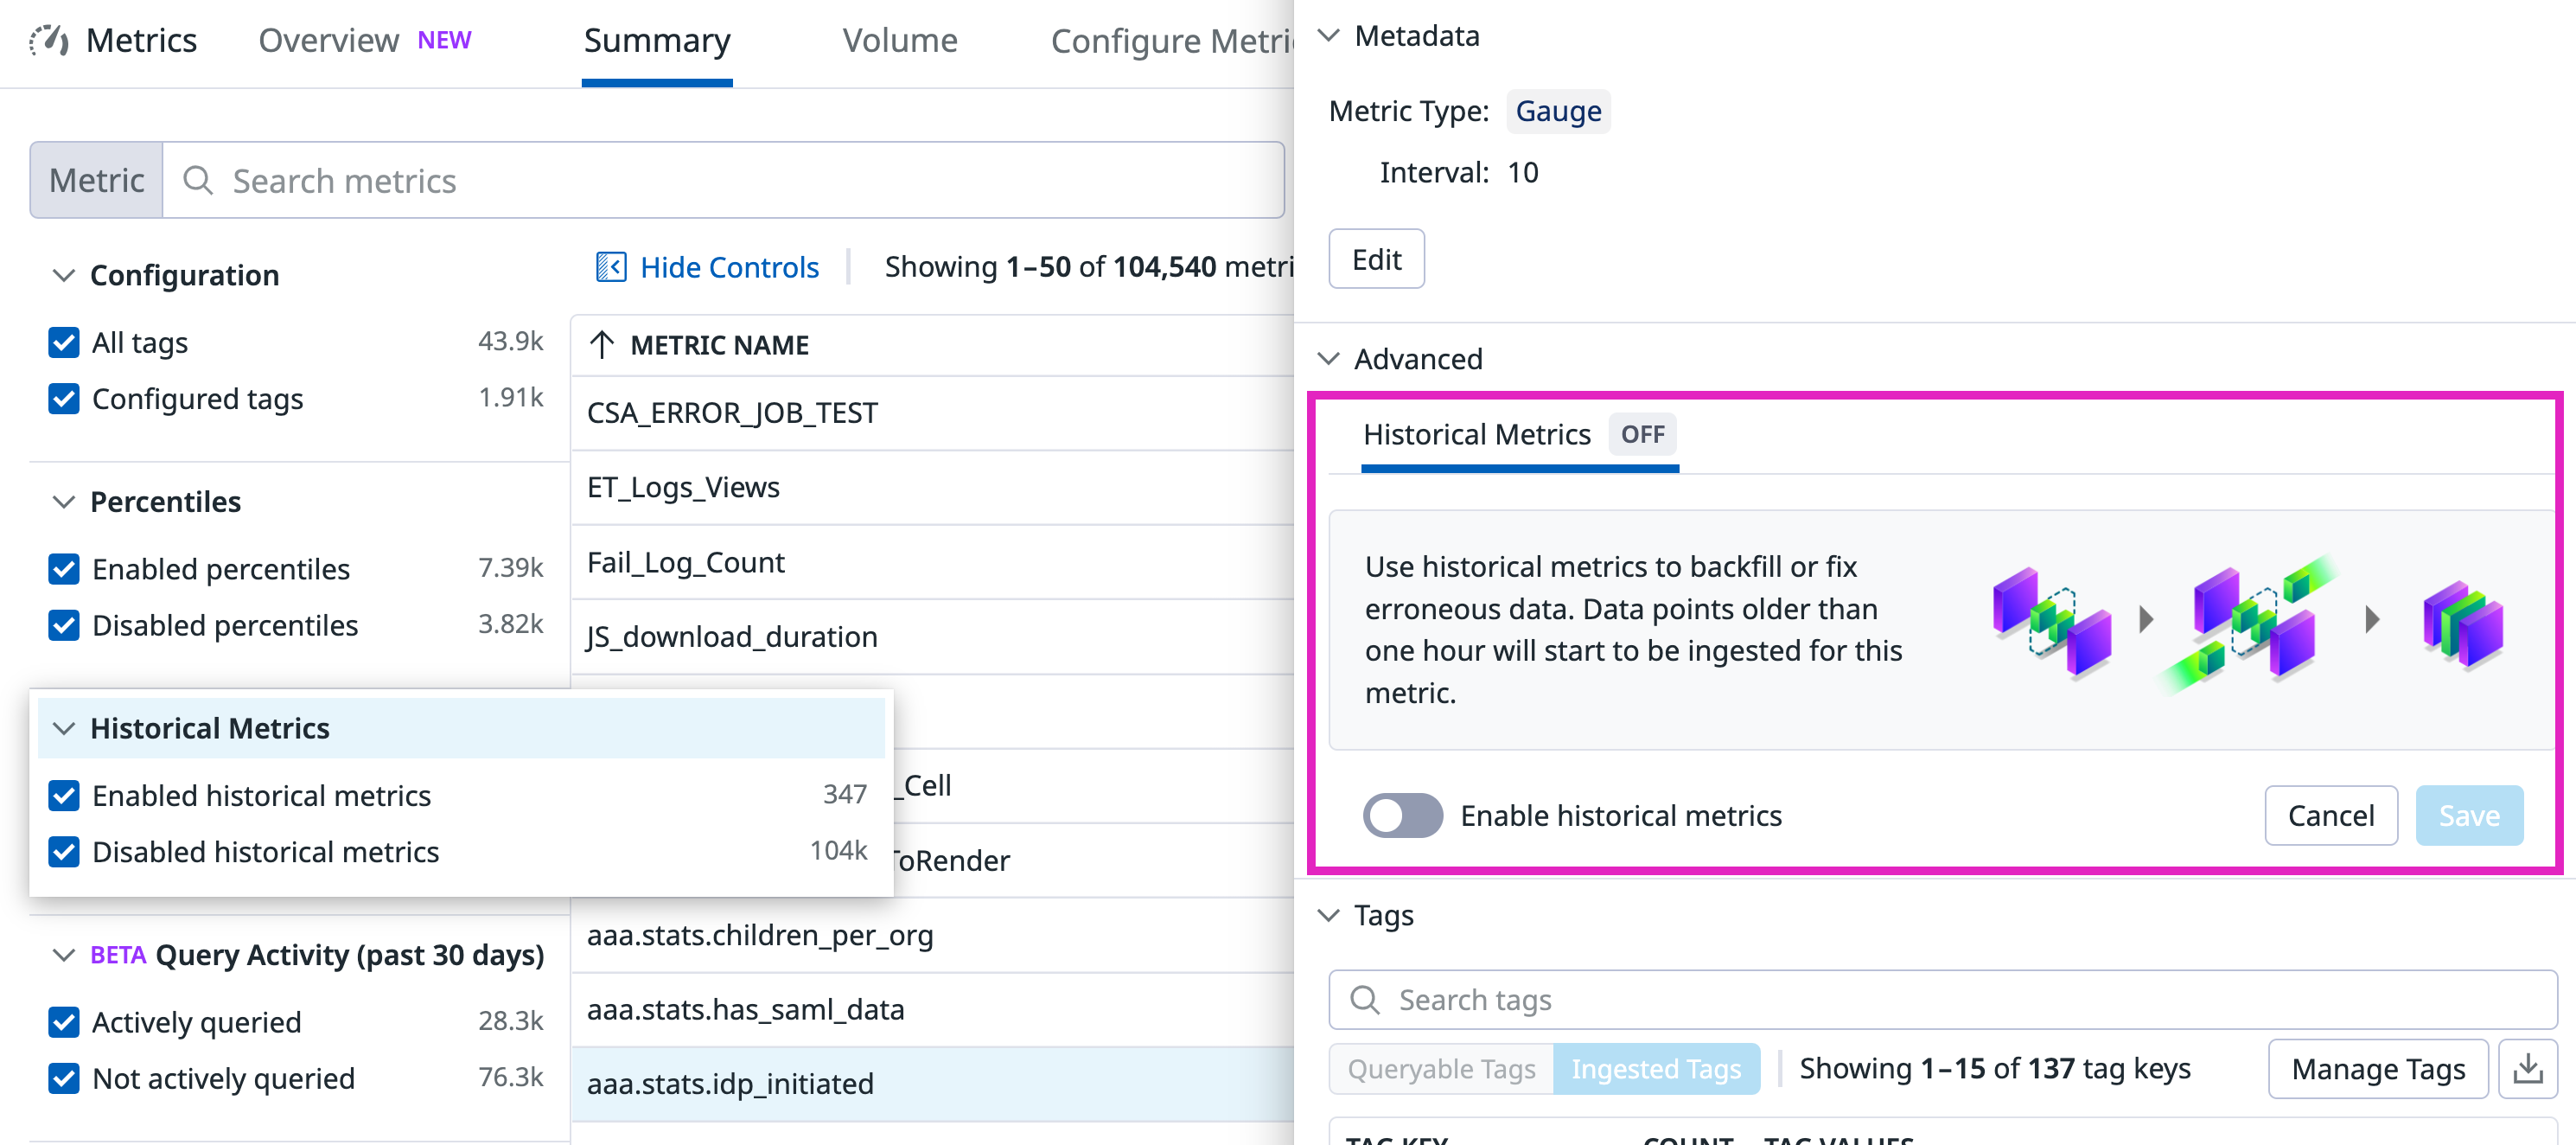 Metrics
Overview NEW
Summary
Volume
Configure Metri
Metric
Search metrics
Configuration
All tags 43.9k
Configured tags 1.91k
Percentiles
Enabled percentiles 7.39k
Disabled percentiles 3.82k
Historical Metrics
Enabled historical metrics 347
Disabled historical metrics 104k
BETA Query Activity (past 30 days)
Actively queried 28.3k
Not actively queried 76.3k
Hide Controls
Showing 1–50 of 104,540 metri
METRIC NAME
CSA_ERROR_JOB_TEST
ET_Logs_Views
Fail_Log_Count
JS_download_duration
_Cell
ToRender
aaa.stats.children_per_org
aaa.stats.has_saml_data
aaa.stats.idp_initiated
Metadata
Metric Type: Gauge
Interval: 10
Edit
Advanced
Historical Metrics OFF
Use historical metrics to backfill or fix
erroneous data. Data points older than
one hour will start to be ingested for this
metric.
Enable historical metrics
Cancel
Save
Tags
Search tags
Queryable Tags
Ingested Tags
Showing 1–15 of 137 tag keys
Manage Tags
TAG KEY COUNT TAG VALUES